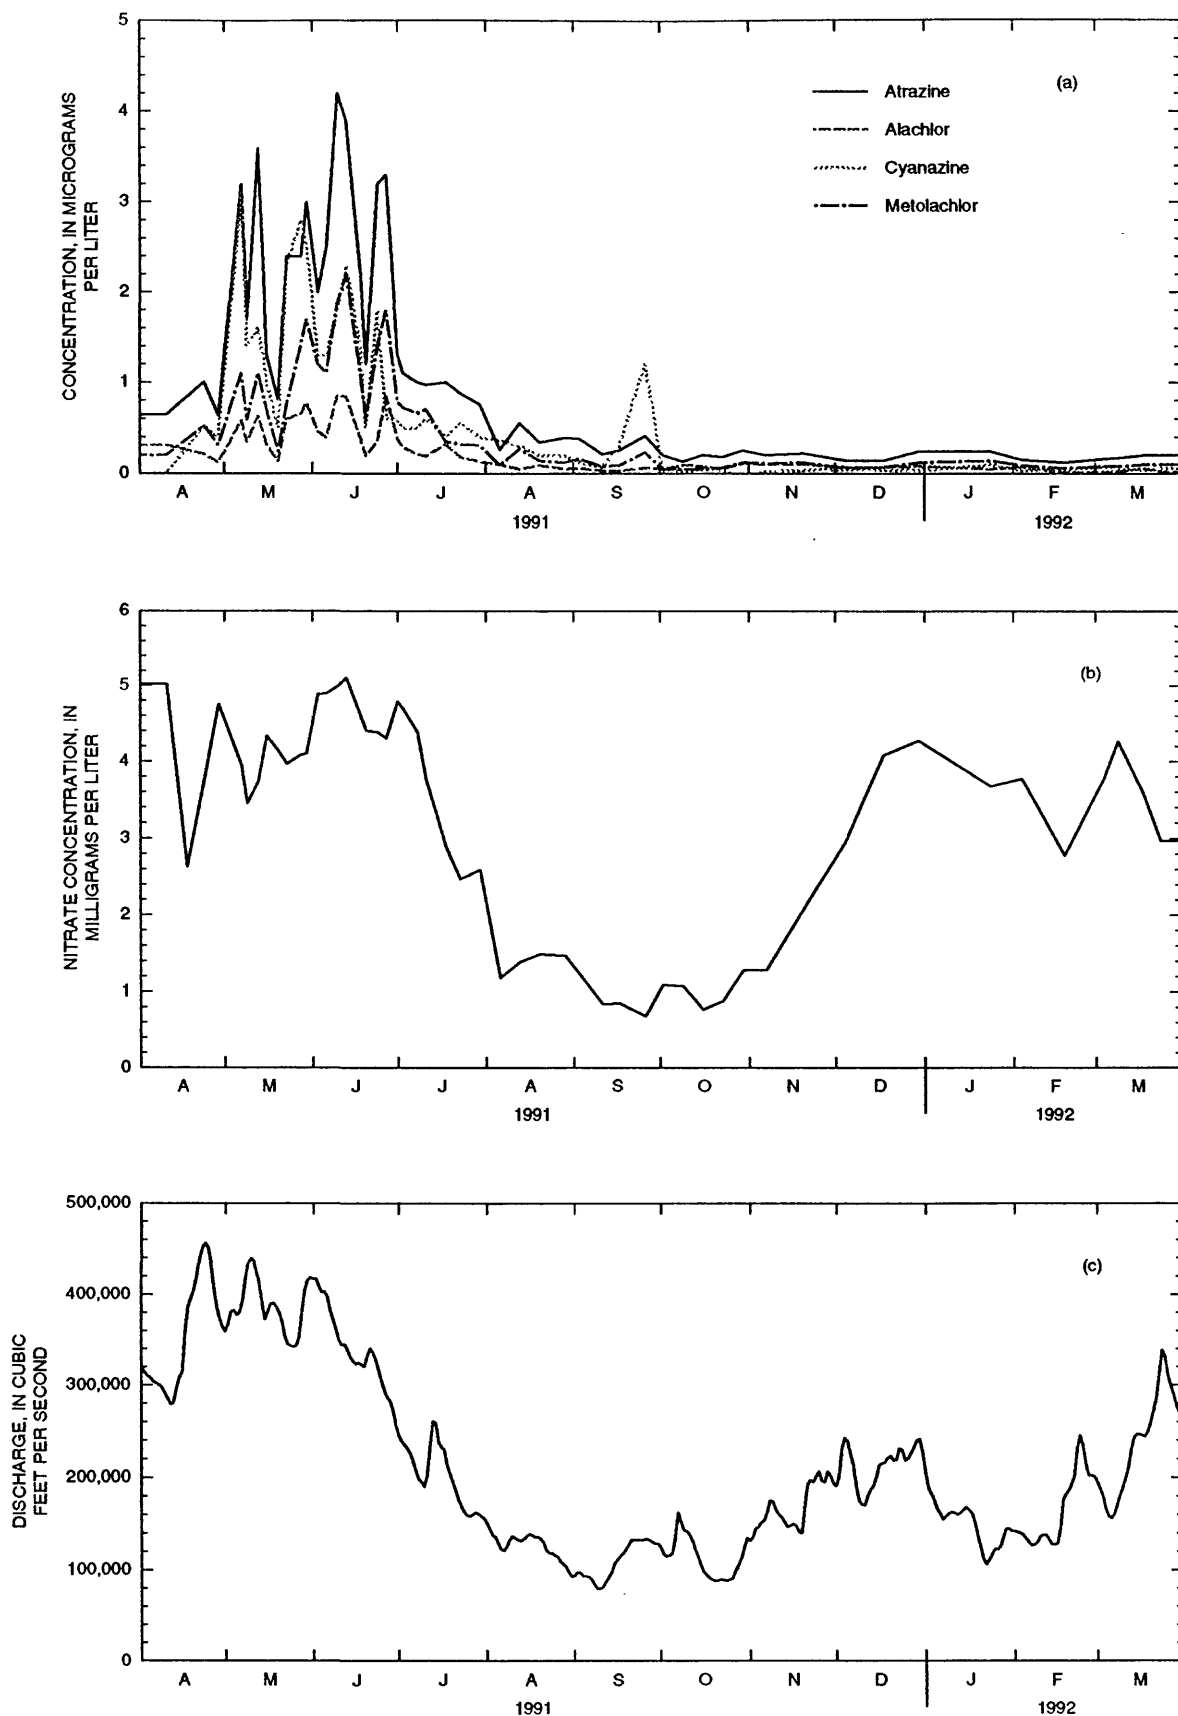 5
4
3
2
1
0
CONCENTRATION, IN MICROGRAMS
PER LITER
(a)
Atrazine
Alachlor
Cyanazine
Metolachlor
A M J J A S O N D J F M
1991 1992
6
5
4
3
2
1
0
NITRATE CONCENTRATION, IN
MILLIGRAMS PER LITER
(b)
A M J J A S O N D J F M
1991 1992
500,000
400,000
300,000
200,000
100,000
0
DISCHARGE, IN CUBIC
FEET PER SECOND
(c)
A M J J A S O N D J F M
1991 1992